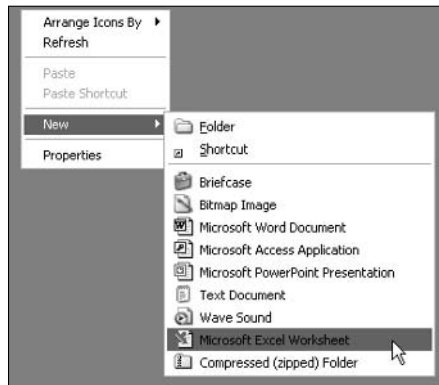 Arrange Icons By
Refresh
Paste
Paste Shortcut
New
Properties
Folder
Shortcut
Briefcase
Bitmap Image
Microsoft Word Document
Microsoft Access Application
Microsoft PowerPoint Presentation
Text Document
Wave Sound
Microsoft Excel Worksheet
Compressed (zipped) Folder